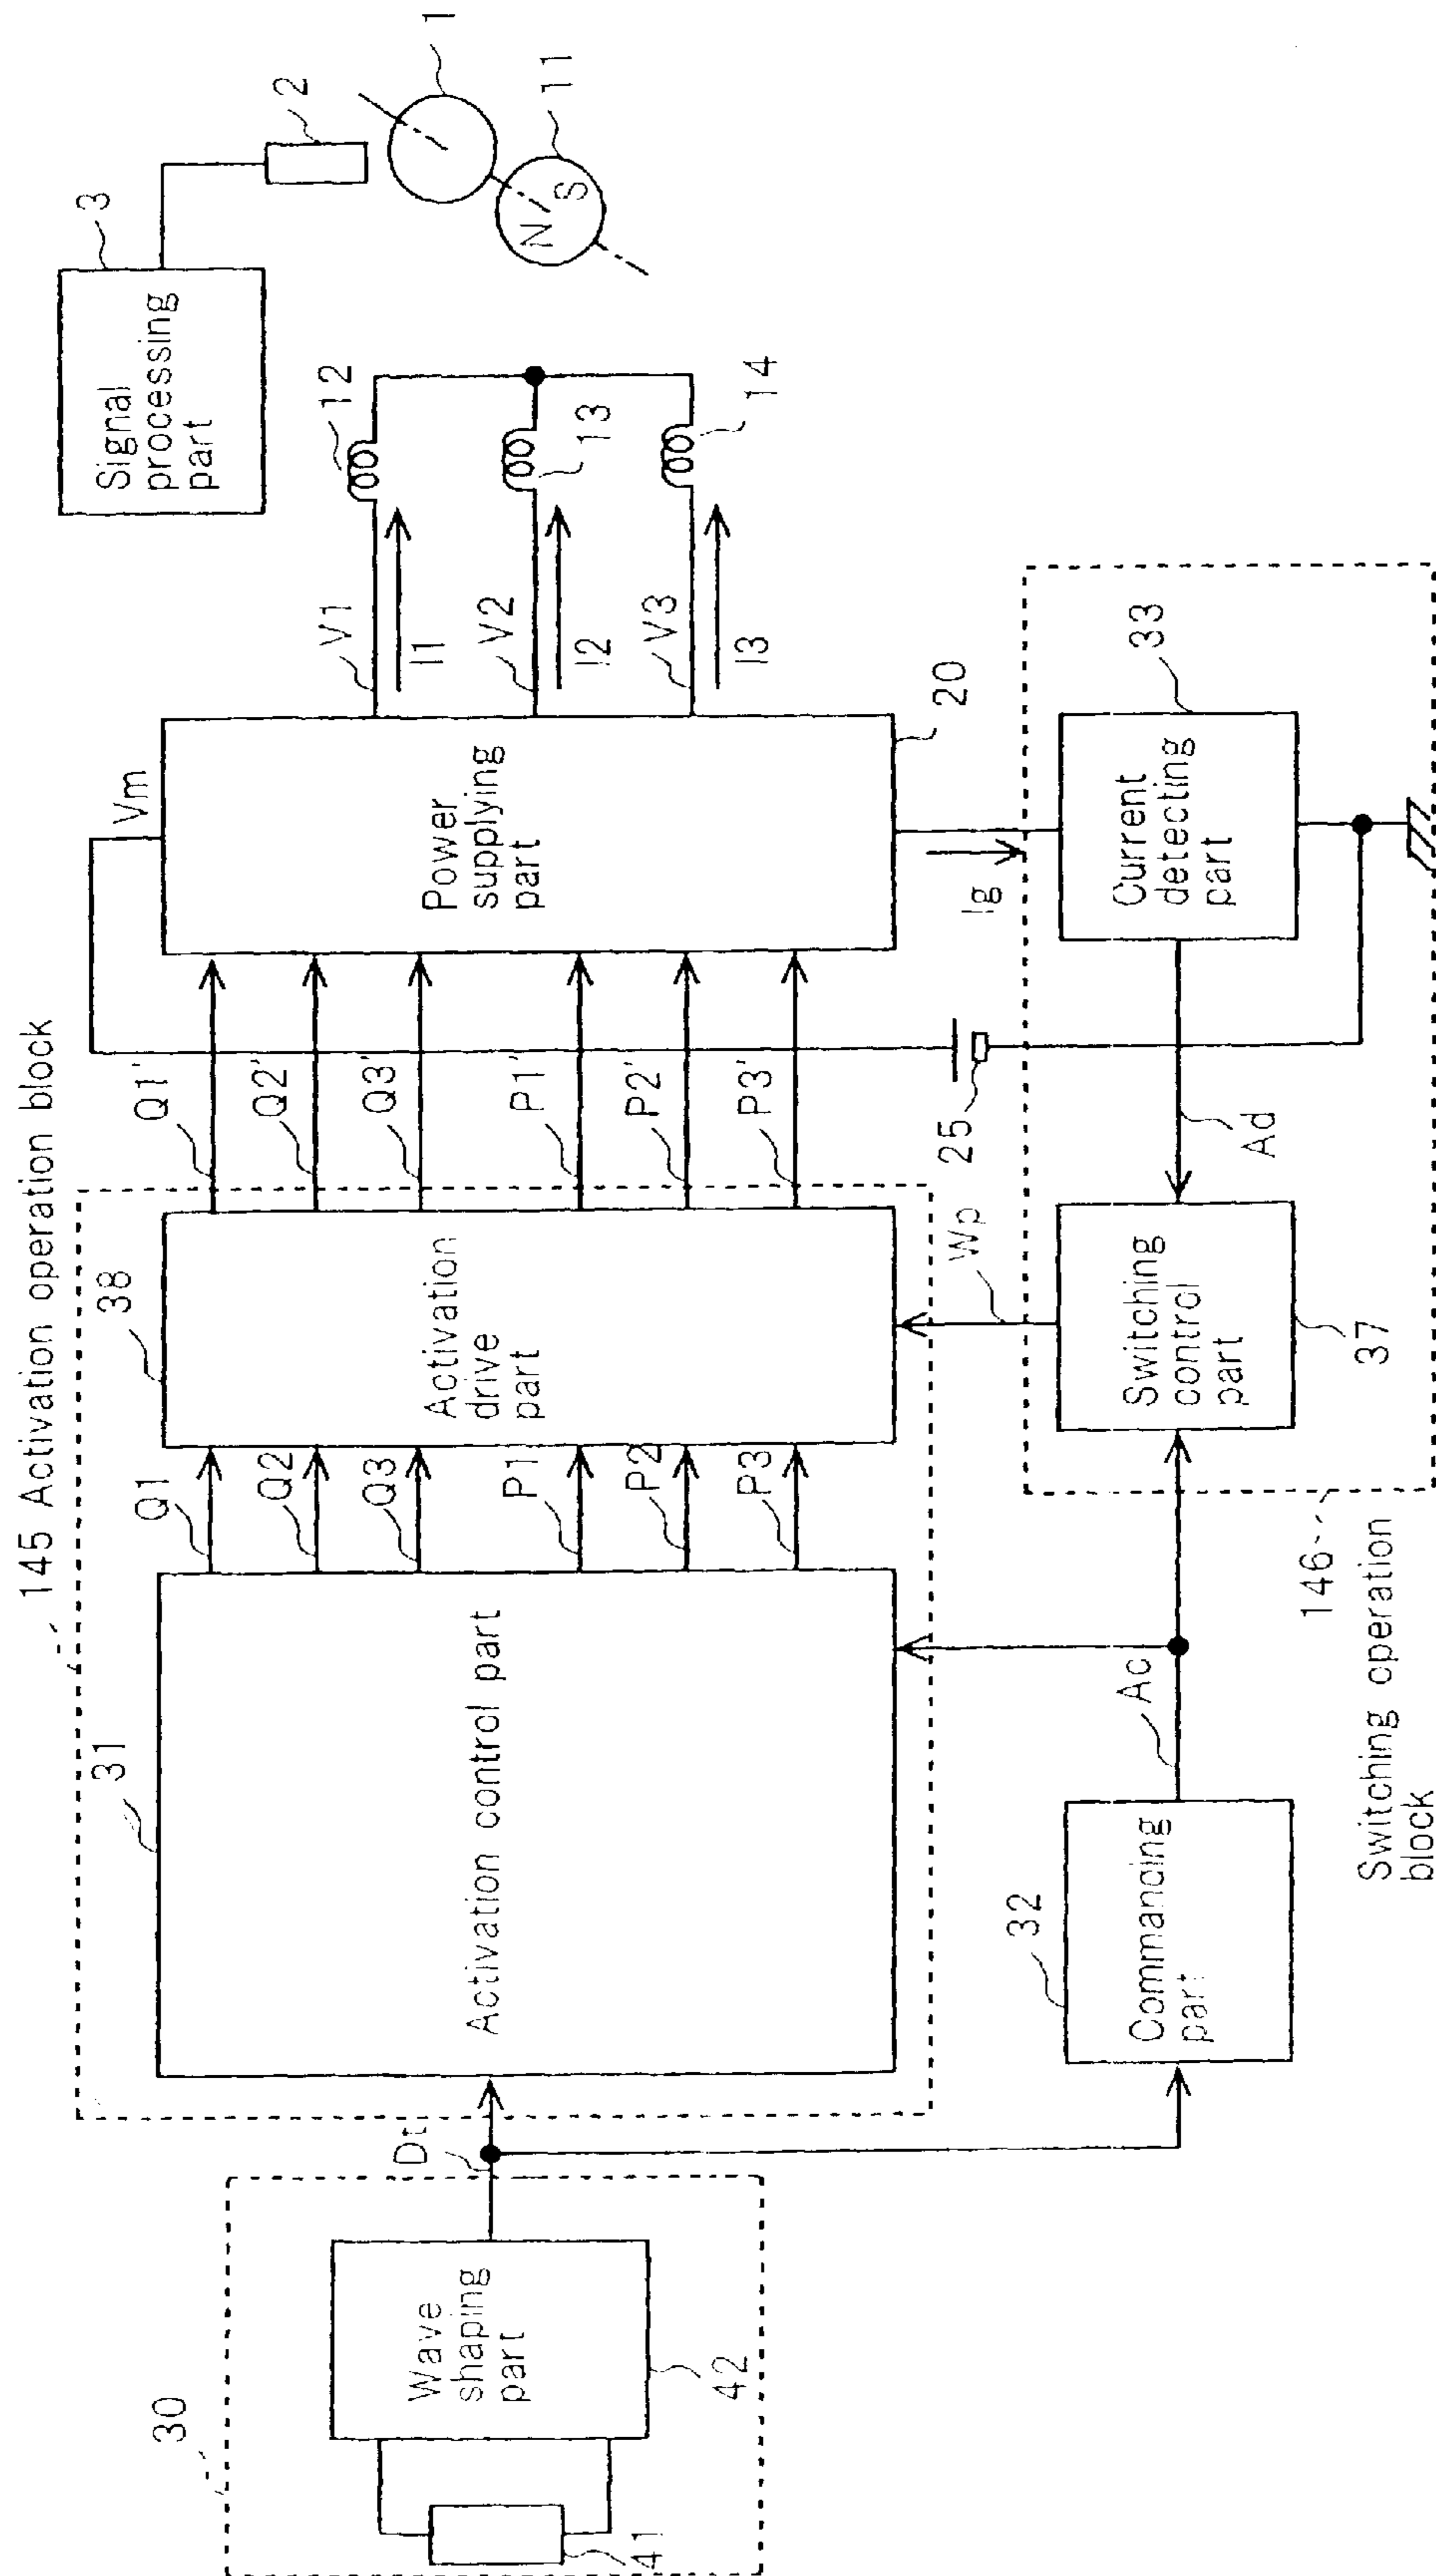 145 Activation operation block
30
41
42
Wave
shaping
part
Dt
31
Activation control part
Q1
Q2
Q3
P1
P2
P3
38
Activation
drive
part
Q1'
Q2'
Q3'
P1'
P2'
P3'
Vm
Power
supplying
part
20
V1
I1
V2
I2
V3
I3
12
13
14
Signal
processing
part
3
2
1
11
N
S
32
Commanding
part
Ac
146
Switching operation
block
Switching
control
part
37
Wp
25
Ad
Ig
Current
detecting
part
33